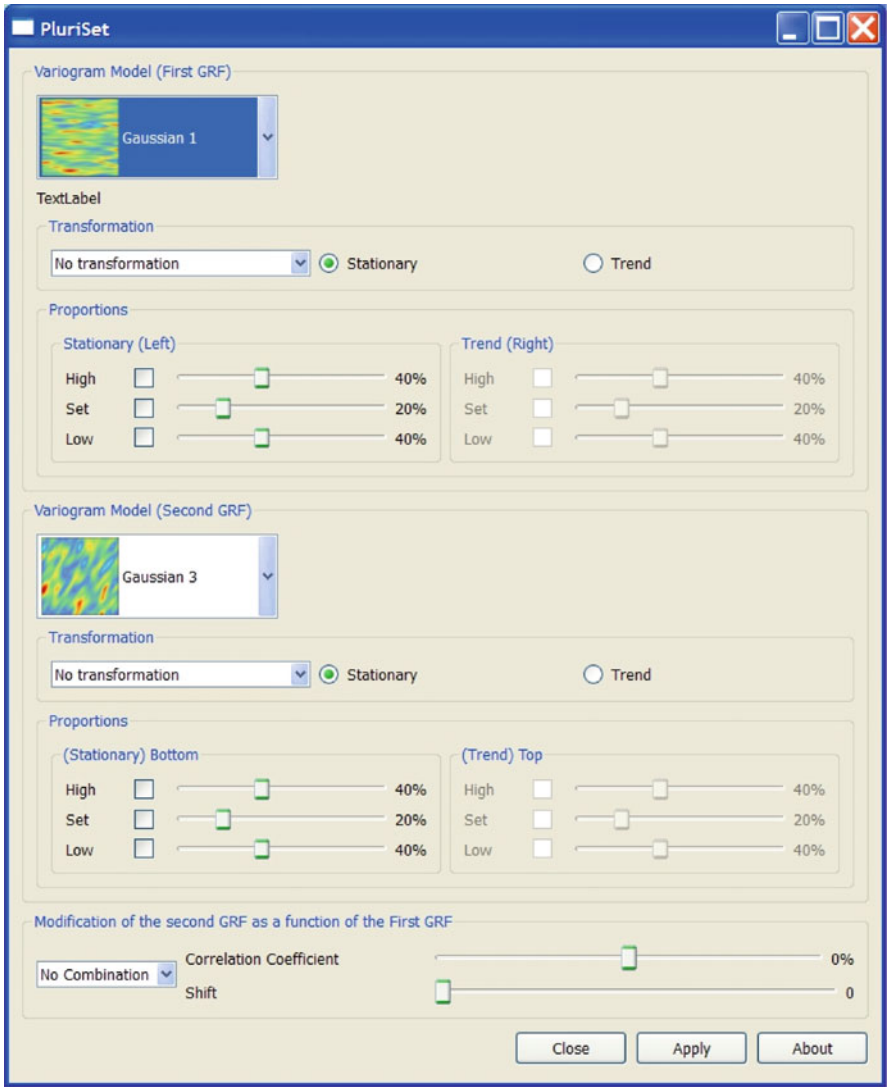 PluriSet
Variogram Model (First GRF)
Gaussian 1
TextLabel
Transformation
No transformation Stationary Trend
Proportions
Stationary (Left) Trend (Right)
High 40% High 40%
Set 20% Set 20%
Low 40% Low 40%
Variogram Model (Second GRF)
Gaussian 3
Transformation
No transformation Stationary Trend
Proportions
(Stationary) Bottom (Trend) Top
High 40% High 40%
Set 20% Set 20%
Low 40% Low 40%
Modification of the second GRF as a function of the First GRF
No Combination Correlation Coefficient 0%
Shift 0
Close Apply About